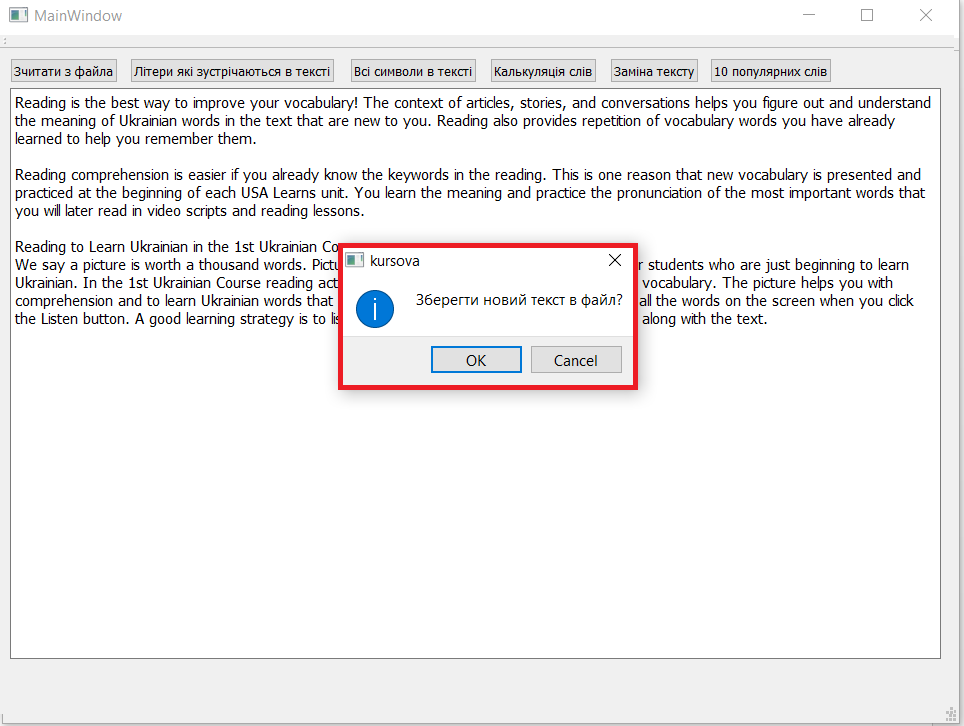 MainWindow
Зчитати з файла Літери які зустрічаються в тексті Всі символи в тексті Калькуляція слів Заміна тексту 10 популярних слів
Reading is the best way to improve your vocabulary! The context of articles, stories, and conversations helps you figure out and understand
the meaning of Ukrainian words in the text that are new to you. Reading also provides repetition of vocabulary words you have already
learned to help you remember them.
Reading comprehension is easier if you already know the keywords in the reading. This is one reason that new vocabulary is presented and
practiced at the beginning of each USA Learns unit. You learn the meaning and practice the pronunciation of the most important words that
you will later read in video scripts and reading lessons.
Reading to Learn Ukrainian in the 1st Ukrainian Co
We say a picture is worth a thousand words. Pictu r students who are just beginning to learn
Ukrainian. In the 1st Ukrainian Course reading act vocabulary. The picture helps you with
comprehension and to learn Ukrainian words that all the words on the screen when you click
the Listen button. A good learning strategy is to lis along with the text.
kursova
Зберегти новий текст в файл?
OK Cancel